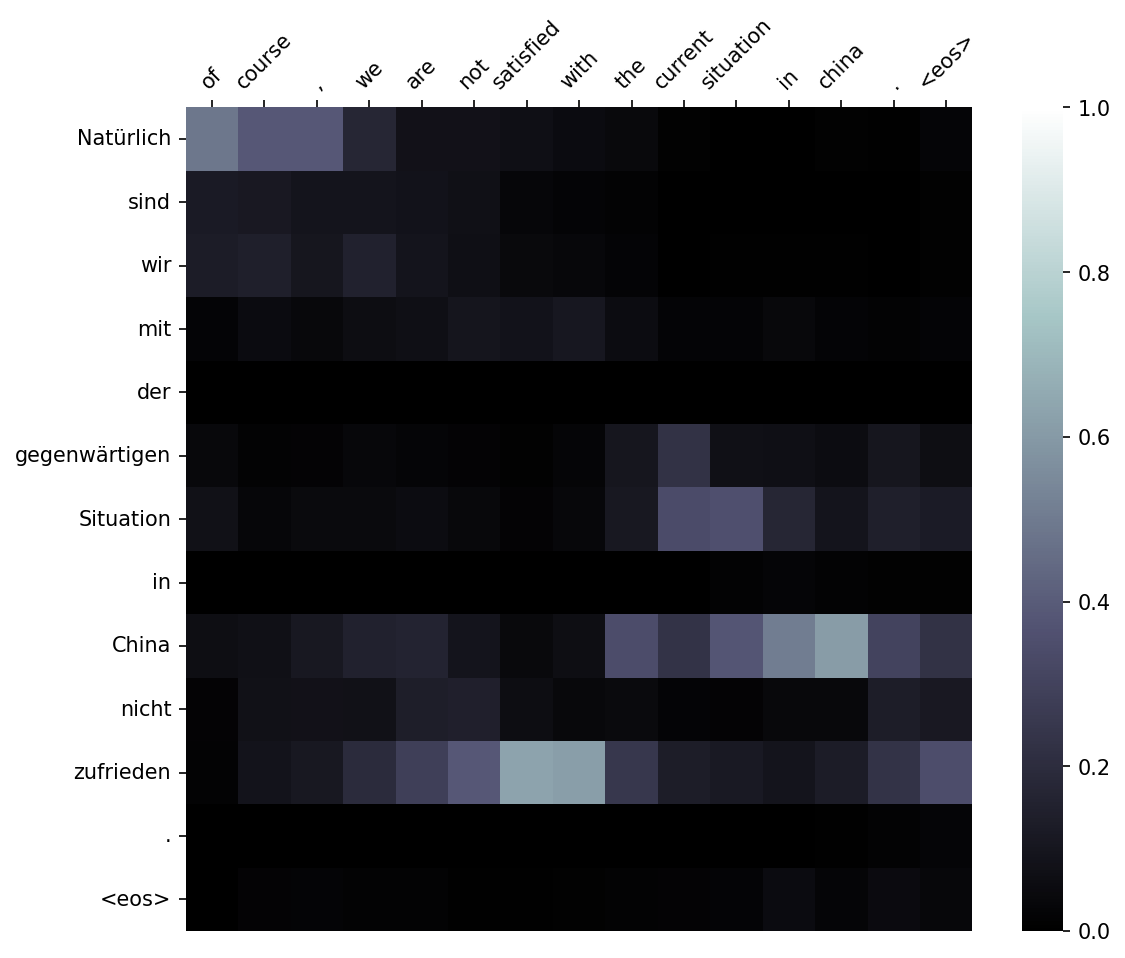 of course , we are not satisfied with the current situation in china . <eos>
Natürlich
sind
wir
mit
der
gegenwärtigen
Situation
in
China
nicht
zufrieden
.
<eos>
1.0
0.8
0.6
0.4
0.2
0.0